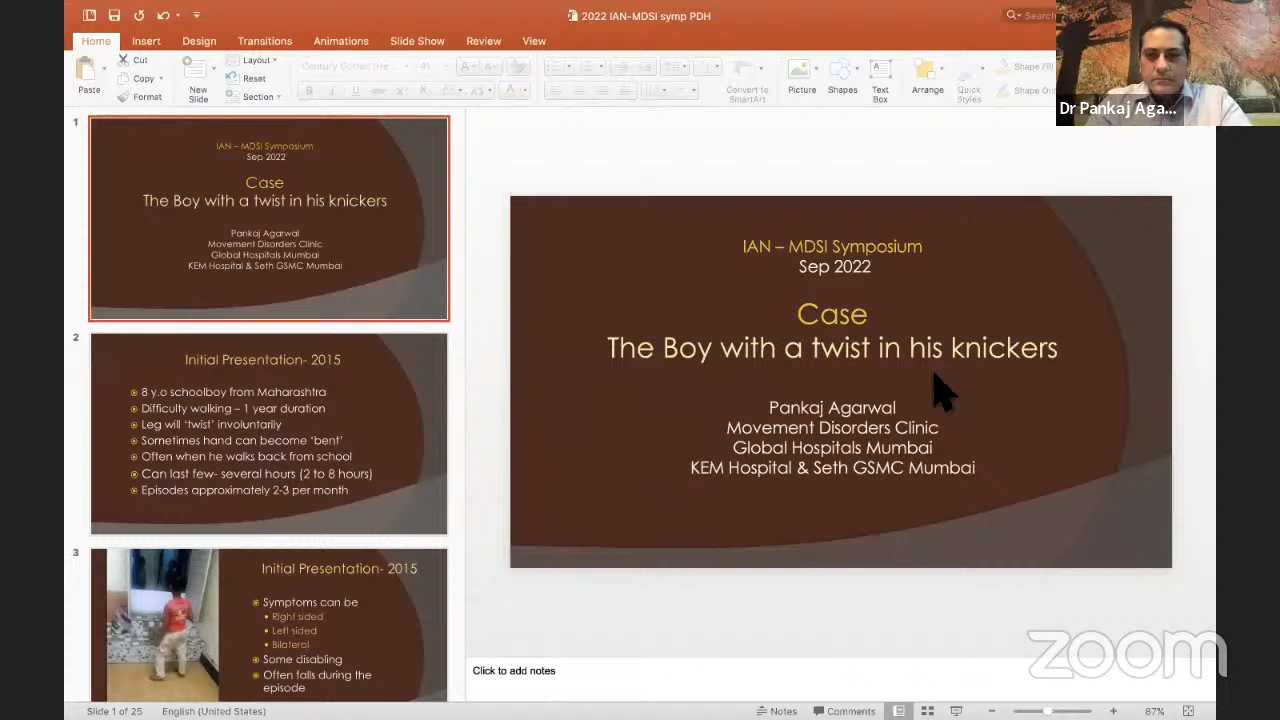 2022 IAN-MDSI symp PDH
Search
Home Insert Design Transitions Animations Slide Show Review View
Paste
Cut
Copy
Format
New
Slide
Layout
Reset
Section
Convert to
SmartArt
Picture
Shapes
Text
Box
Arrange
Quick
Styles
Shape Fill
Shape Ou
Dr Pankaj Aga...
1
IAN – MDSI Symposium
Sep 2022
Case
The Boy with a twist in his knickers
Pankaj Agarwal
Movement Disorders Clinic
Global Hospitals Mumbai
KEM Hospital & Seth GSMC Mumbai
2
Initial Presentation- 2015
8 y.o schoolboy from Maharashtra
Difficulty walking – 1 year duration
Leg will 'twist' involuntarily
Sometimes hand can become 'bent'
Often when he walks back from school
Can last few- several hours (2 to 8 hours)
Episodes approximately 2-3 per month
3
Initial Presentation- 2015
Symptoms can be
Right sided
Left sided
Bilateral
Some disabling
Often falls during the
episode
IAN – MDSI Symposium
Sep 2022
Case
The Boy with a twist in his knickers
Pankaj Agarwal
Movement Disorders Clinic
Global Hospitals Mumbai
KEM Hospital & Seth GSMC Mumbai
Click to add notes
zoom
Slide 1 of 25 English (United States) Notes Comments 87%